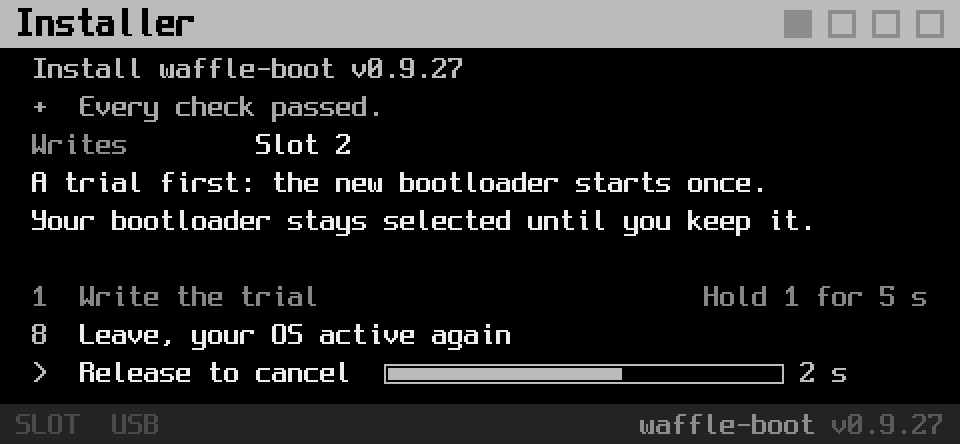 Installer
Install waffle-boot v0.9.27
+ Every check passed.
Writes Slot 2
A trial first: the new bootloader starts once.
Your bootloader stays selected until you keep it.
1 Write the trial Hold 1 for 5 s
8 Leave, your OS active again
> Release to cancel 2 s
SLOT USB waffle-boot v0.9.27